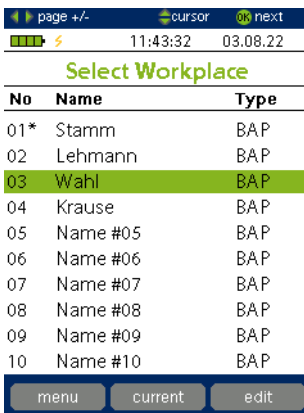 page +/- cursor OK next
11:43:32 03.08.22
Select Workplace
No Name Type
01* Stamm BAP
02 Lehmann BAP
03 Wahl BAP
04 Krause BAP
05 Name #05 BAP
06 Name #06 BAP
07 Name #07 BAP
08 Name #08 BAP
09 Name #09 BAP
10 Name #10 BAP
menu current edit